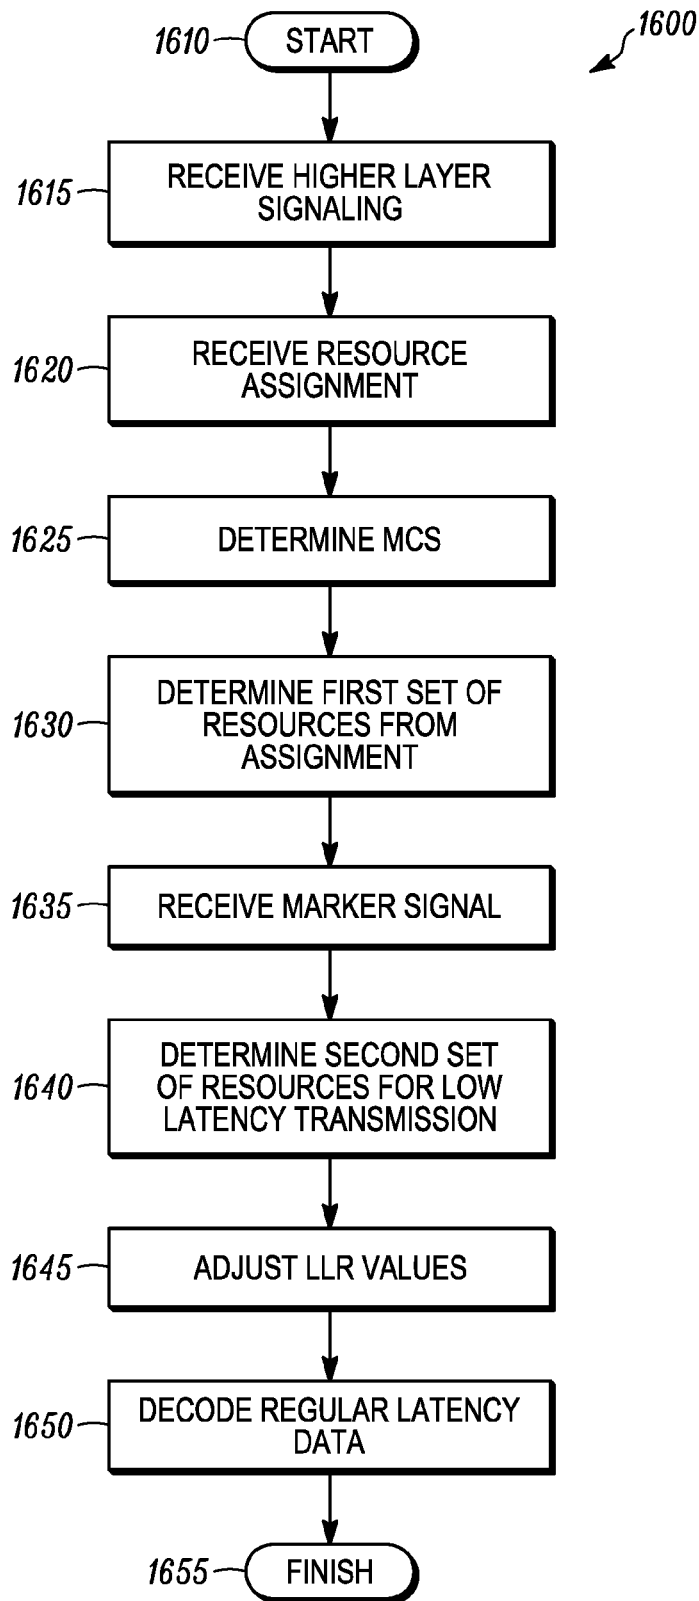 1610
START
1600
1615
RECEIVE HIGHER LAYER
SIGNALING
1620
RECEIVE RESOURCE
ASSIGNMENT
1625
DETERMINE MCS
1630
DETERMINE FIRST SET OF
RESOURCES FROM
ASSIGNMENT
1635
RECEIVE MARKER SIGNAL
1640
DETERMINE SECOND SET
OF RESOURCES FOR LOW
LATENCY TRANSMISSION
1645
ADJUST LLR VALUES
1650
DECODE REGULAR LATENCY
DATA
1655
FINISH